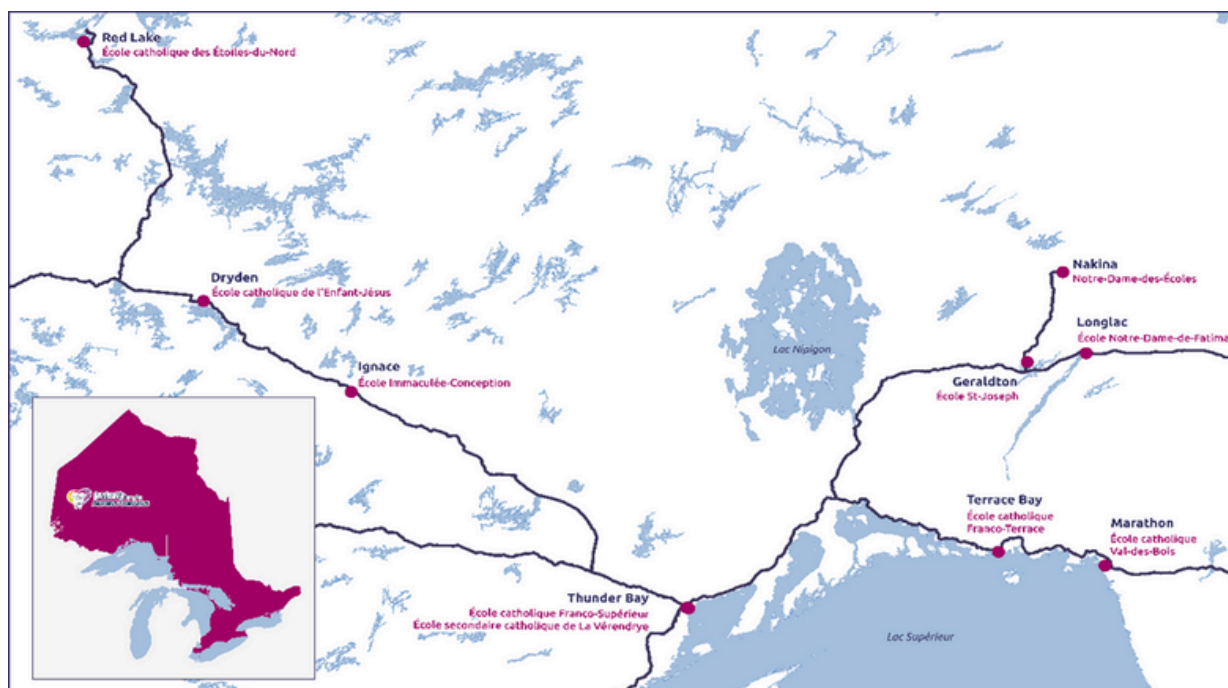 Red Lake
École catholique des Étoiles-du-Nord
Dryden
École catholique de l'Enfant-Jésus
Ignace
École Immaculée-Conception
Lac Nipigon
Nakina
Notre-Dame-des-Écoles
Longlac
École Notre-Dame-de-Fatima
Geraldton
École St-Joseph
Terrace Bay
École catholique
Franco-Terrace
Marathon
École catholique
Val-des-Bois
Thunder Bay
École catholique Franco-Supérieur
École secondaire catholique de La Vérendrye
Lac Supérieur